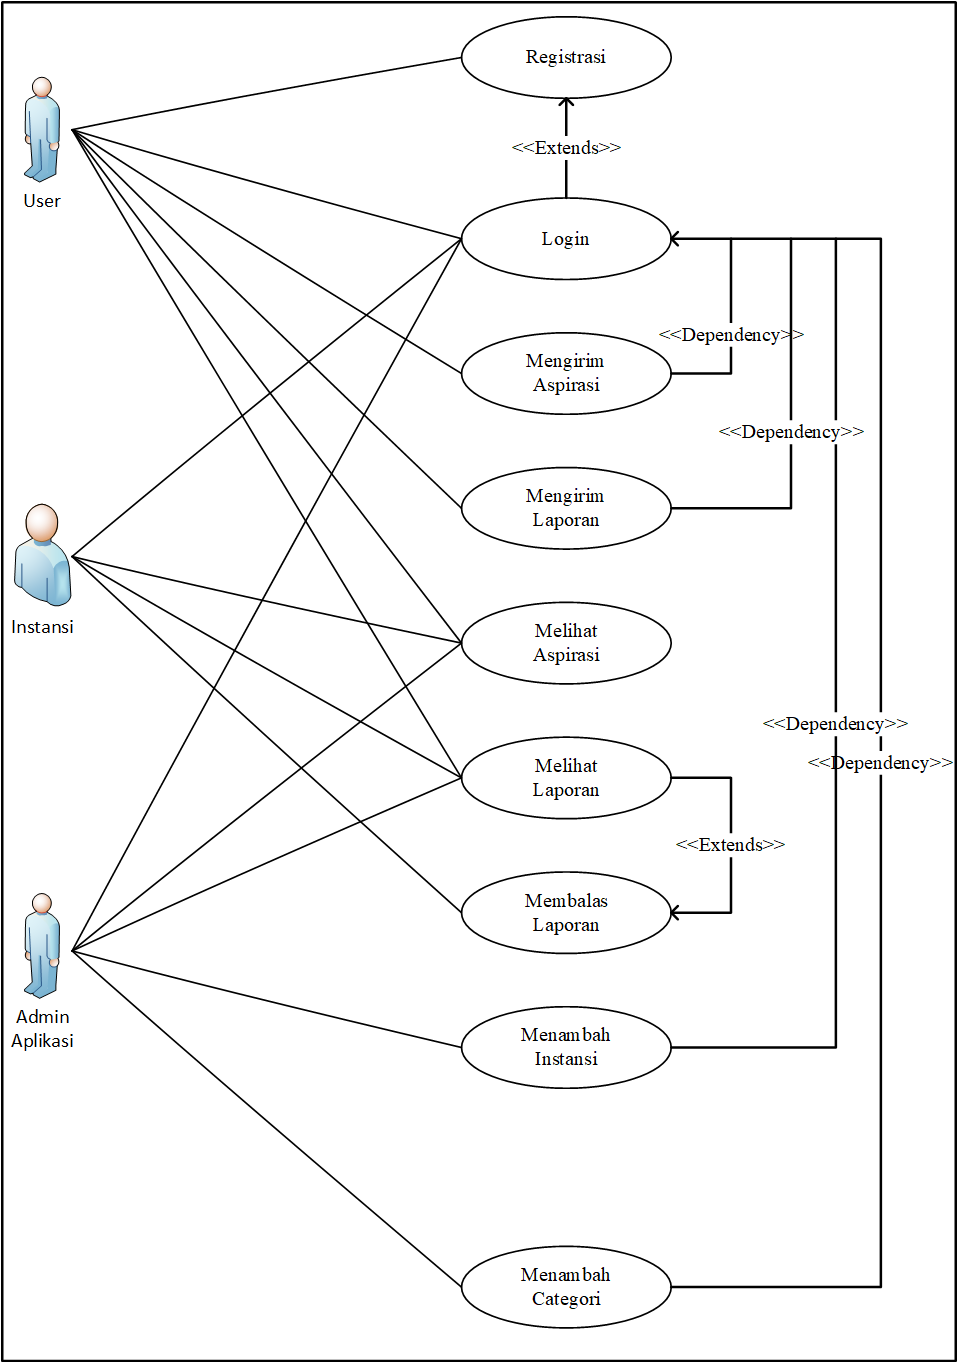 Registrasi
<<Extends>>
User
Login
<<Dependency>>
Mengirim
Aspirasi
<<Dependency>>
Mengirim
Laporan
Instansi
Melihat
Aspirasi
<<Dependency>>
<<Dependency>>
Melihat
Laporan
<<Extends>>
Membalas
Laporan
Admin
Aplikasi
Menambah
Instansi
Menambah
Categori